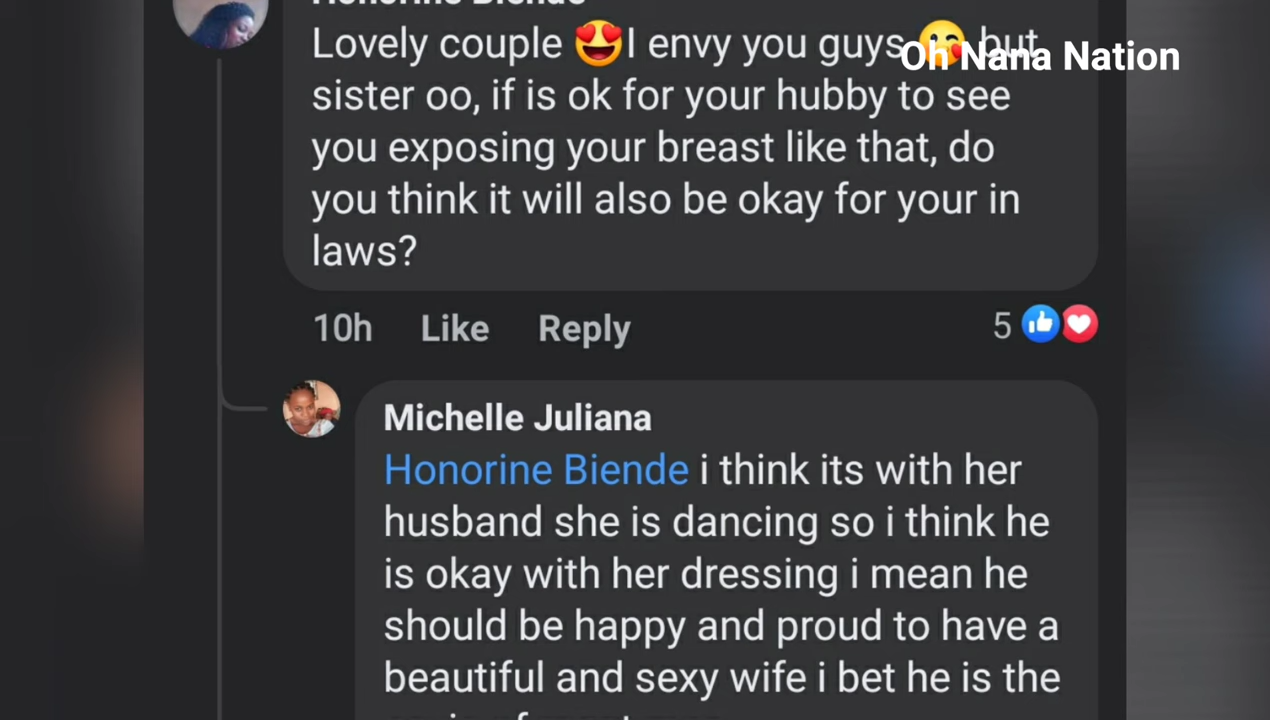 Honorine Biende
Lovely couple 😍I envy you guys 🤭 but
Oh Nana Nation
sister oo, if is ok for your hubby to see
you exposing your breast like that, do
you think it will also be okay for your in
laws?
10h Like Reply 5
Michelle Juliana
Honorine Biende i think its with her
husband she is dancing so i think he
is okay with her dressing i mean he
should be happy and proud to have a
beautiful and sexy wife i bet he is the